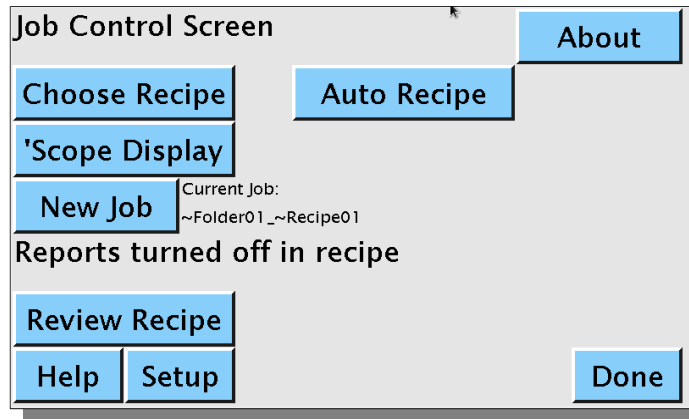 Job Control Screen
About
Choose Recipe
Auto Recipe
'Scope Display
New Job
Current Job:
~Folder01_~Recipe01
Reports turned off in recipe
Review Recipe
Help
Setup
Done